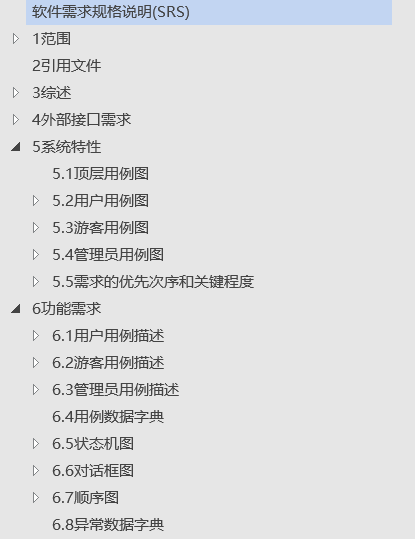 软件需求规格说明(SRS)
1范围
2引用文件
3综述
4外部接口需求
5系统特性
5.1顶层用例图
5.2用户用例图
5.3游客用例图
5.4管理员用例图
5.5需求的优先次序和关键程度
6功能需求
6.1用户用例描述
6.2游客用例描述
6.3管理员用例描述
6.4用例数据字典
6.5状态机图
6.6对话框图
6.7顺序图
6.8异常数据字典